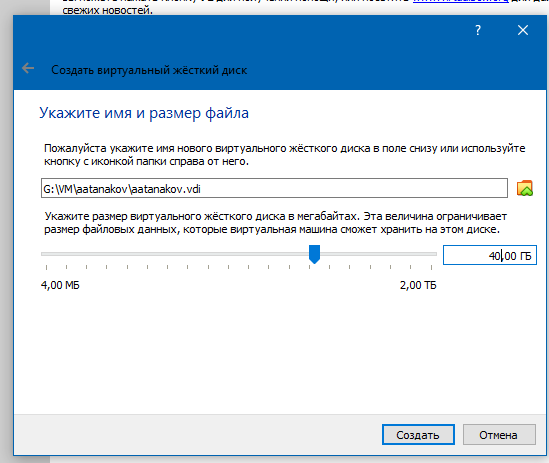 свежих новостей.
?
Создать виртуальный жёсткий диск
Укажите имя и размер файла
Пожалуйста укажите имя нового виртуального жёсткого диска в поле снизу или используйте
кнопку с иконкой папки справа от него.
G:\VM\aatanakov\aatanakov.vdi
Укажите размер виртуального жёсткого диска в мегабайтах. Эта величина ограничивает
размер файловых данных, которые виртуальная машина сможет хранить на этом диске.
40,00 ГБ
4,00 МБ
2,00 ТБ
Создать
Отмена